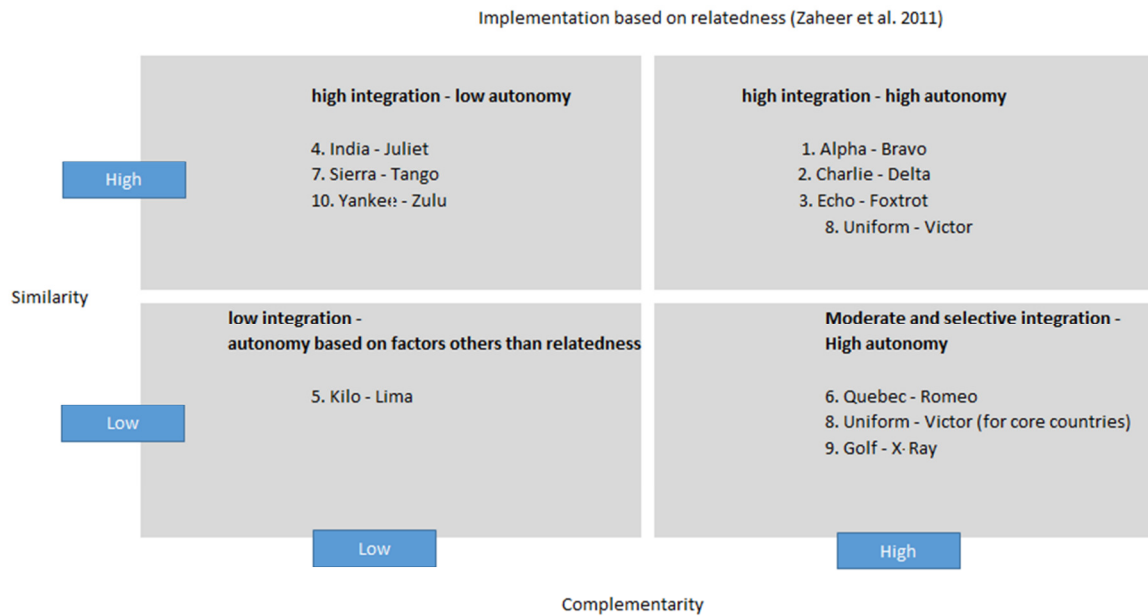 Implementation based on relatedness (Zaheer et al. 2011)
high integration - low autonomy
4. India - Juliet
7. Sierra - Tango
10. Yankee - Zulu
high integration - high autonomy
1. Alpha - Bravo
2. Charlie - Delta
3. Echo - Foxtrot
8. Uniform - Victor
High
Similarity
low integration -
autonomy based on factors others than relatedness
5. Kilo - Lima
Moderate and selective integration -
High autonomy
6. Quebec - Romeo
8. Uniform - Victor (for core countries)
9. Golf - X-Ray
Low
Low
High
Complementarity